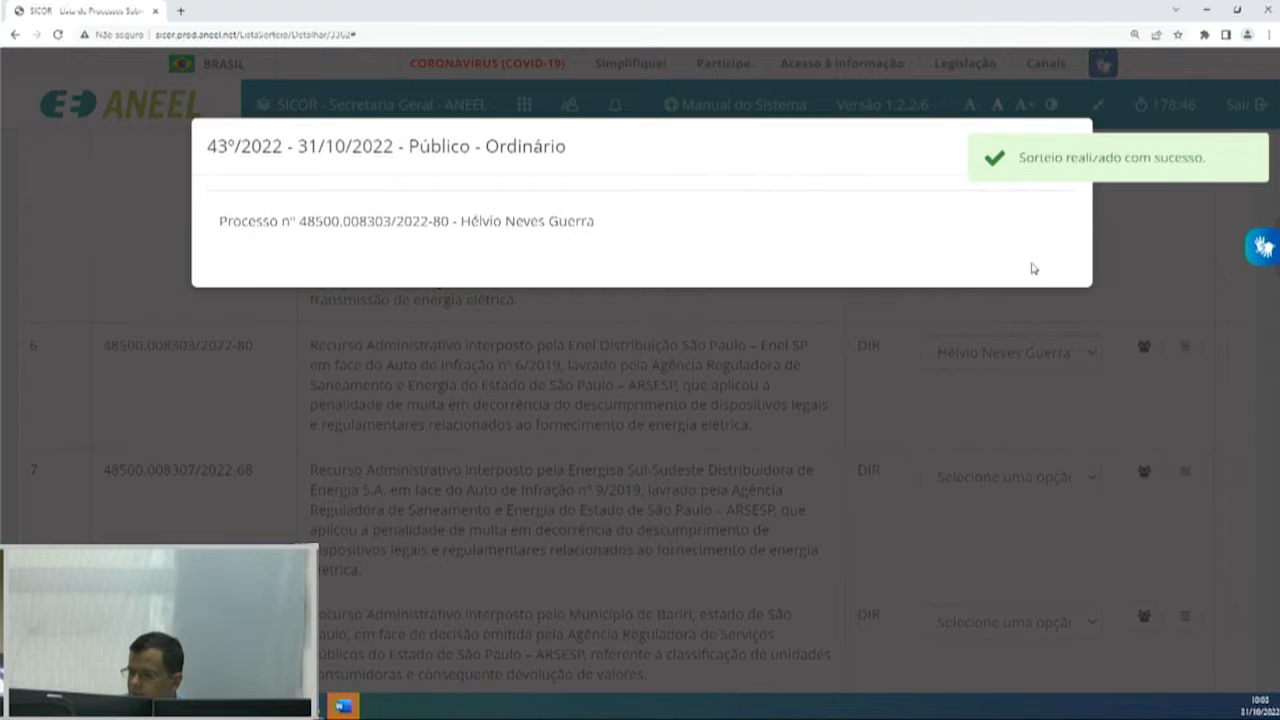 SICOR - Lista de Processos Sub
Não seguro | sicor.prod.aneel.net/ListaSorteio/Detalhar/3362#
BRASIL
CORONAVÍRUS (COVID-19)
Simplifique!
Participe
Acesso à informação
Legislação
Canais
ANEEL
SICOR - Secretaria Geral - ANEEL
Manual do Sistema
Versão 1.2.2.6
A-
A
A+
178:46
Sair
43º/2022 - 31/10/2022 - Público - Ordinário
Sorteio realizado com sucesso.
Processo nº 48500.008303/2022-80 - Hélvio Neves Guerra
transmissão de energia elétrica.
6
48500.008303/2022-80
Recurso Administrativo interposto pela Enel Distribuição São Paulo – Enel SP
em face do Auto de Infração nº 6/2019, lavrado pela Agência Reguladora de
Saneamento e Energia do Estado de São Paulo – ARSESP, que aplicou a
penalidade de multa em decorrência do descumprimento de dispositivos legais
e regulamentares relacionados ao fornecimento de energia elétrica.
DIR
Hélvio Neves Guerra
7
48500.008307/2022-68
Recurso Administrativo interposto pela Energisa Sul-Sudeste Distribuidora de
Energia S.A. em face do Auto de Infração nº 9/2019, lavrado pela Agência
Reguladora de Saneamento e Energia do Estado de São Paulo – ARSESP, que
aplicou a penalidade de multa em decorrência do descumprimento de
dispositivos legais e regulamentares relacionados ao fornecimento de energia
elétrica.
DIR
Selecione uma opçã
Recurso Administrativo interposto pelo Município de Bariri, estado de São
Paulo, em face de decisão emitida pela Agência Reguladora de Serviços
Públicos do Estado de São Paulo – ARSESP, referente à classificação de unidades
consumidoras e consequente devolução de valores.
DIR
Selecione uma opçã
10:03
31/10/2022